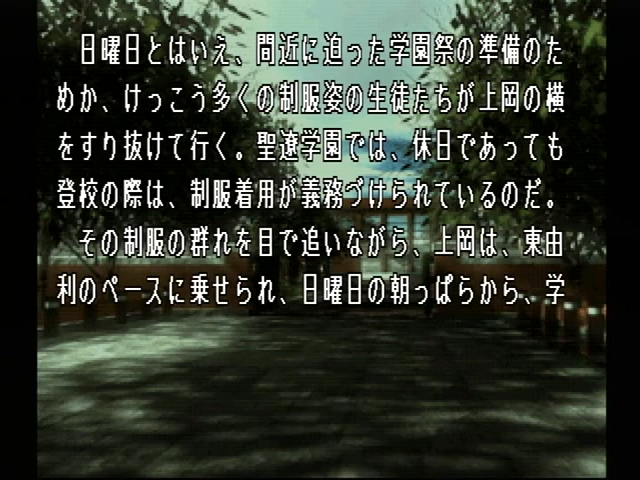 日曜日とはいえ、間近に迫った学園祭の準備のた
めか、けっこう多くの制服姿の生徒たちが上岡の横
をすり抜けて行く。聖遼学園では、休日であっても
登校の際は、制服着用が義務づけられているのだ。
　その制服の群れを目で追いながら、上岡は、東由
利のペースに乗せられ、日曜日の朝っぱらから、学